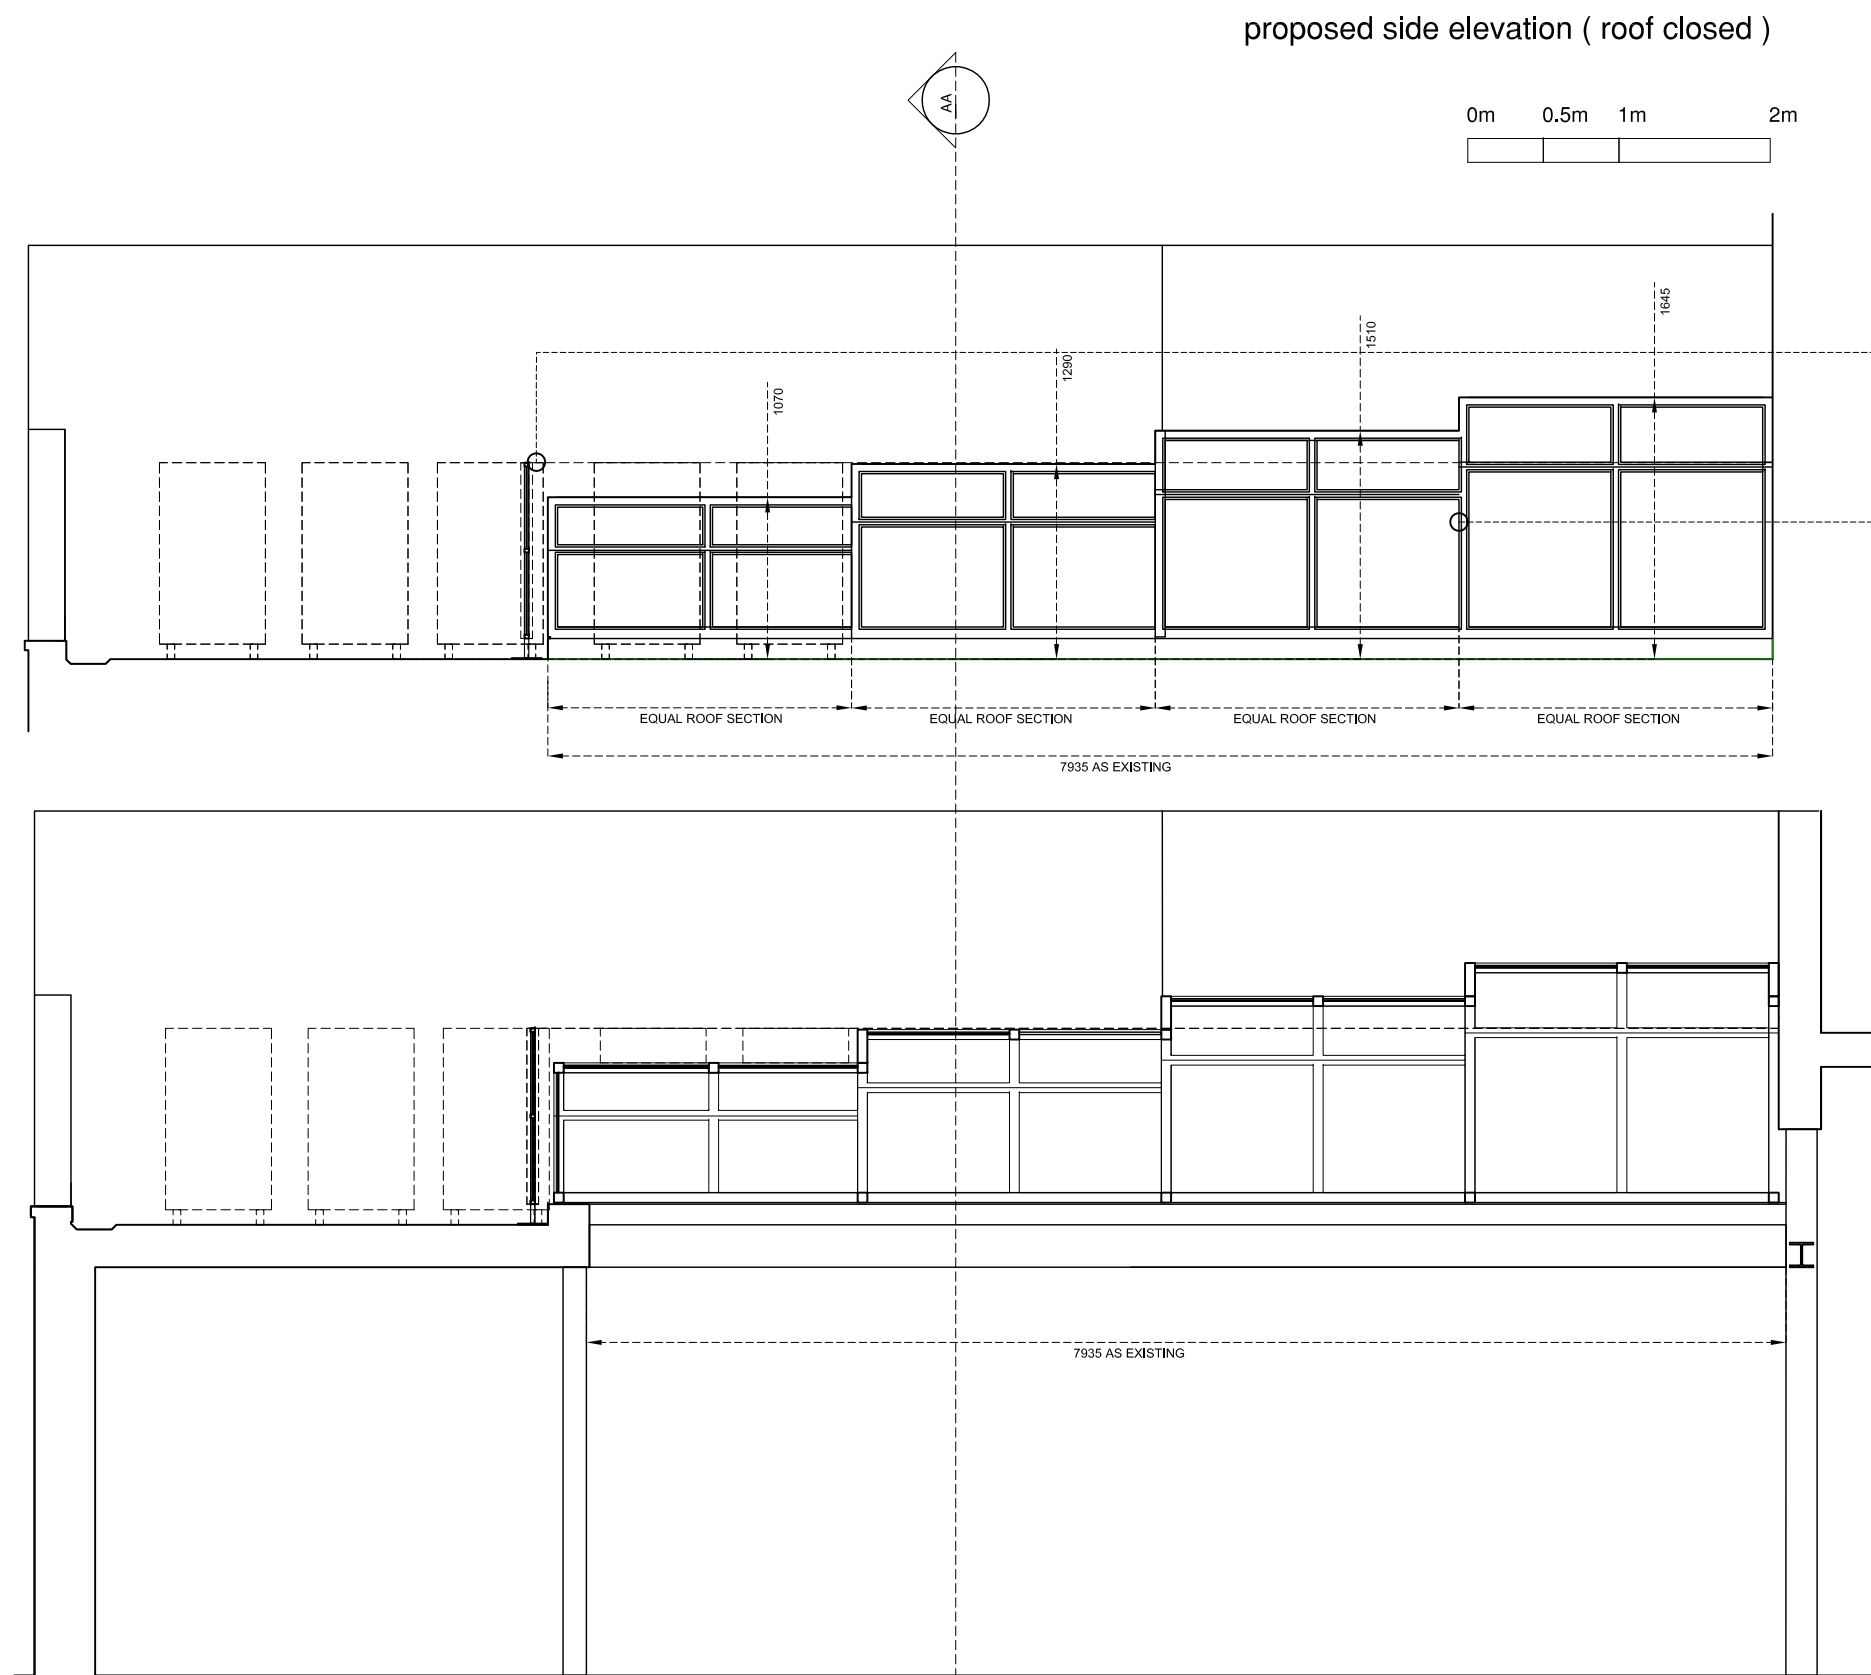 proposed side elevation ( roof closed )
AA
0m 0.5m 1m 2m
1645
1510
1290
1070
EQUAL ROOF SECTION EQUAL ROOF SECTION EQUAL ROOF SECTION EQUAL ROOF SECTION
7935 AS EXISTING
7935 AS EXISTING